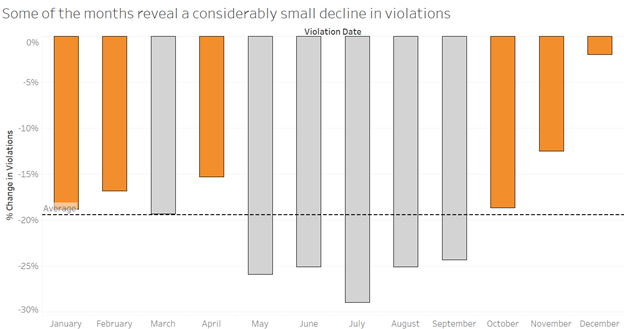 Some of the months reveal a considerably small decline in violations
Violation Date
0%
-5%
-10%
-15%
-20%
-25%
-30%
% Change in Violations
Average
January February March April May June July August September October November December